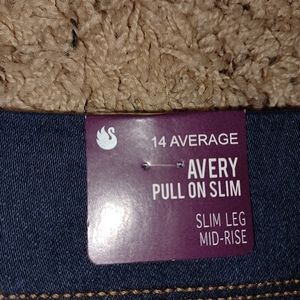 14 AVERAGE
AVERY
PULL ON SLIM
SLIM LEG
MID-RISE